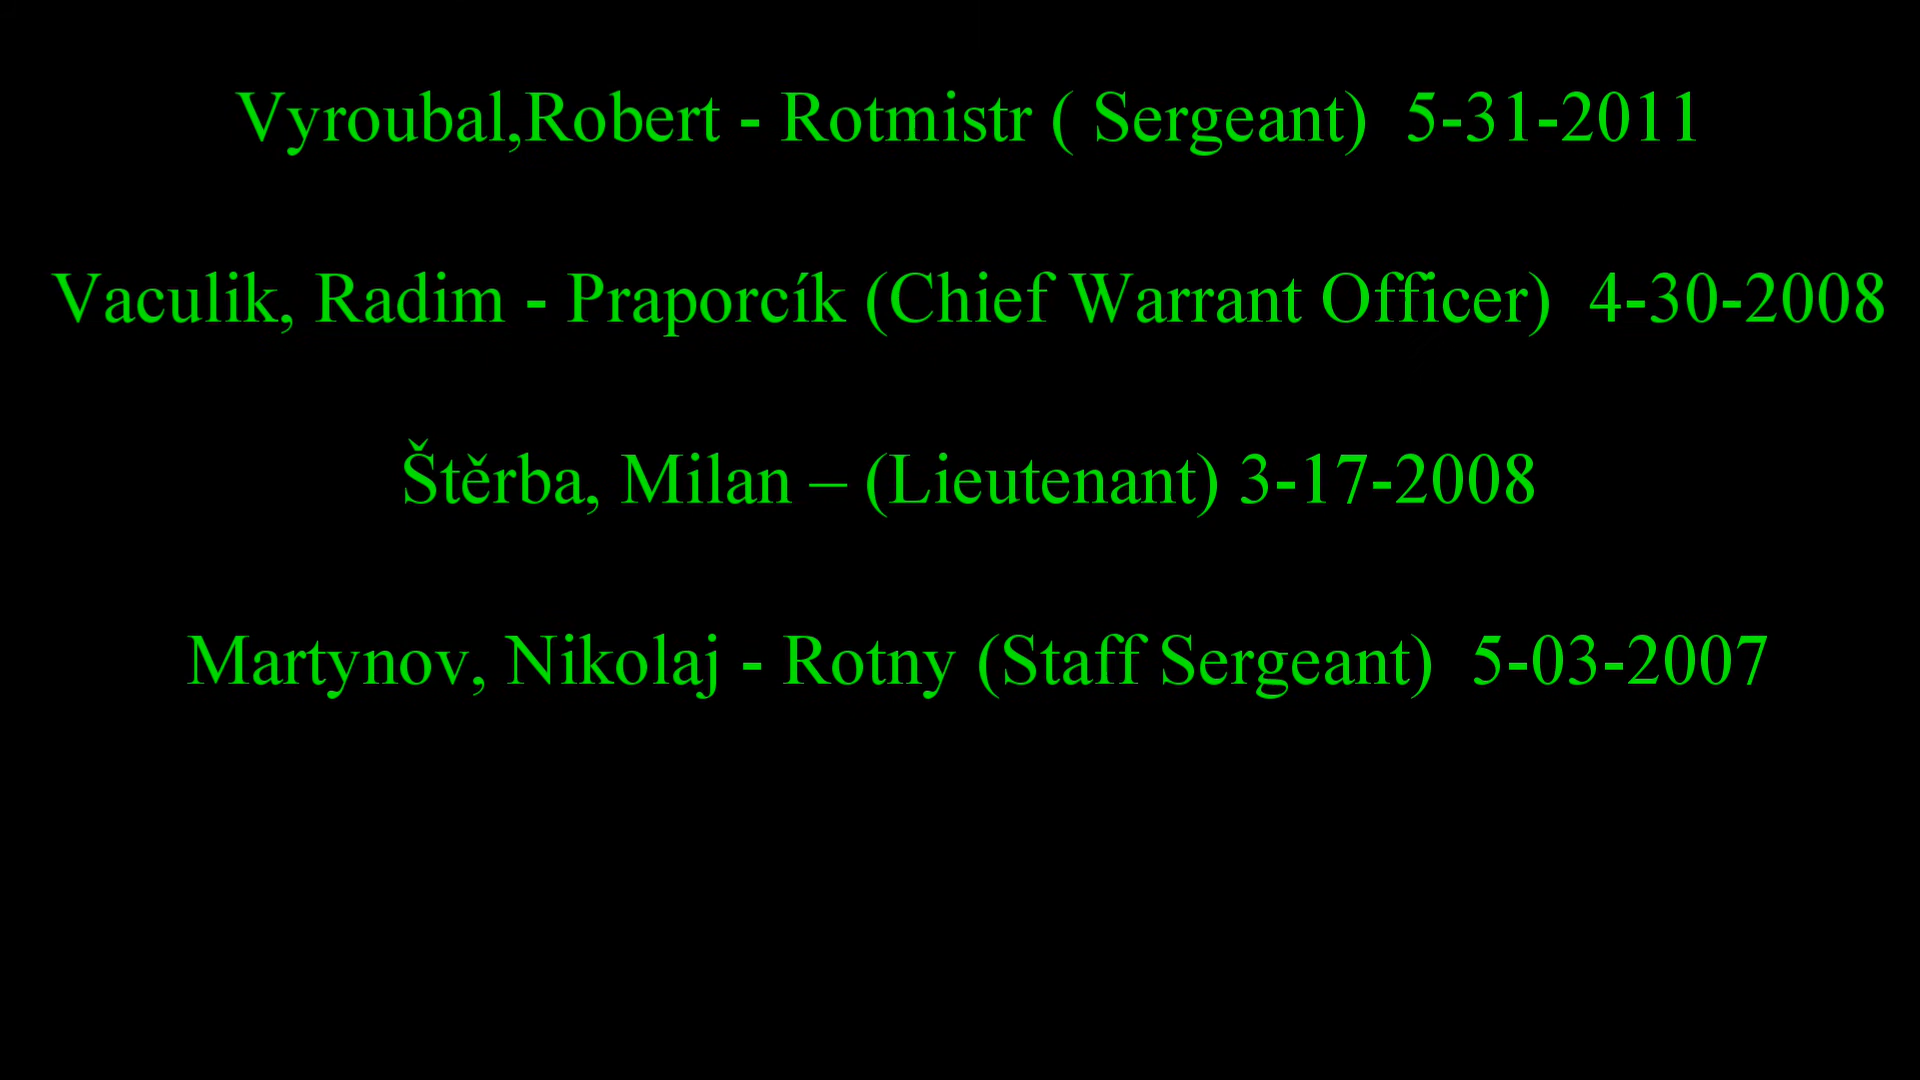 Vyroubal,Robert - Rotmistr ( Sergeant)  5-31-2011
Vaculik, Radim - Praporcík (Chief Warrant Officer)  4-30-2008
Štěrba, Milan – (Lieutenant) 3-17-2008
Martynov, Nikolaj - Rotny (Staff Sergeant)  5-03-2007